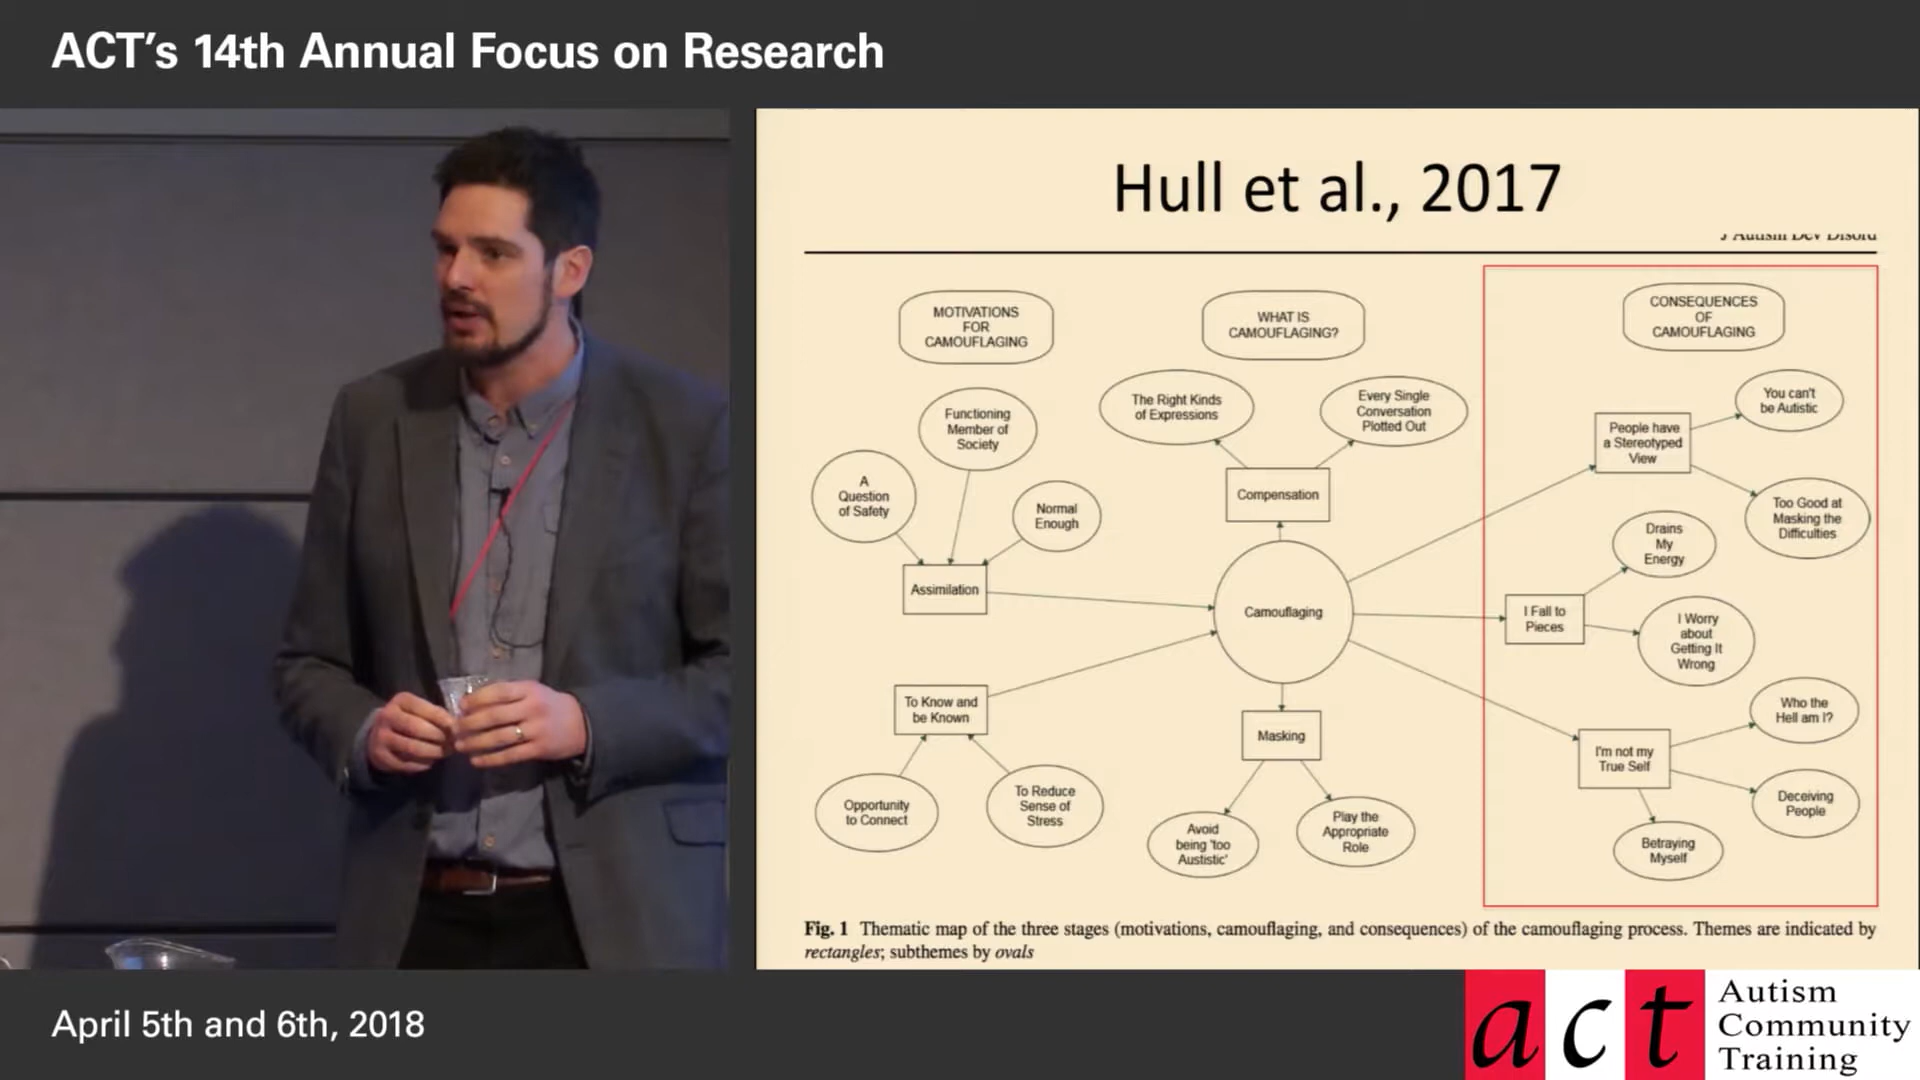 ACT's 14th Annual Focus on Research
Hull et al., 2017
J Autism Dev Disord
MOTIVATIONS
FOR
CAMOUFLAGING
WHAT IS
CAMOUFLAGING?
CONSEQUENCES
OF
CAMOUFLAGING
Functioning
Member of
Society
A
Question
of Safety
Normal
Enough
Assimilation
To Know and
be Known
Opportunity
to Connect
To Reduce
Sense of
Stress
The Right Kinds
of Expressions
Every Single
Conversation
Plotted Out
Compensation
Camouflaging
Masking
Avoid
being 'too
Austistic'
Play the
Appropriate
Role
People have
a Stereotyped
View
You can't
be Autistic
Too Good at
Masking the
Difficulties
I Fall to
Pieces
Drains
My
Energy
I Worry
about
Getting It
Wrong
I'm not my
True Self
Who the
Hell am I?
Deceiving
People
Betraying
Myself
Fig. 1 Thematic map of the three stages (motivations, camouflaging, and consequences) of the camouflaging process. Themes are indicated by
rectangles; subthemes by ovals
April 5th and 6th, 2018
act
Autism
Community
Training